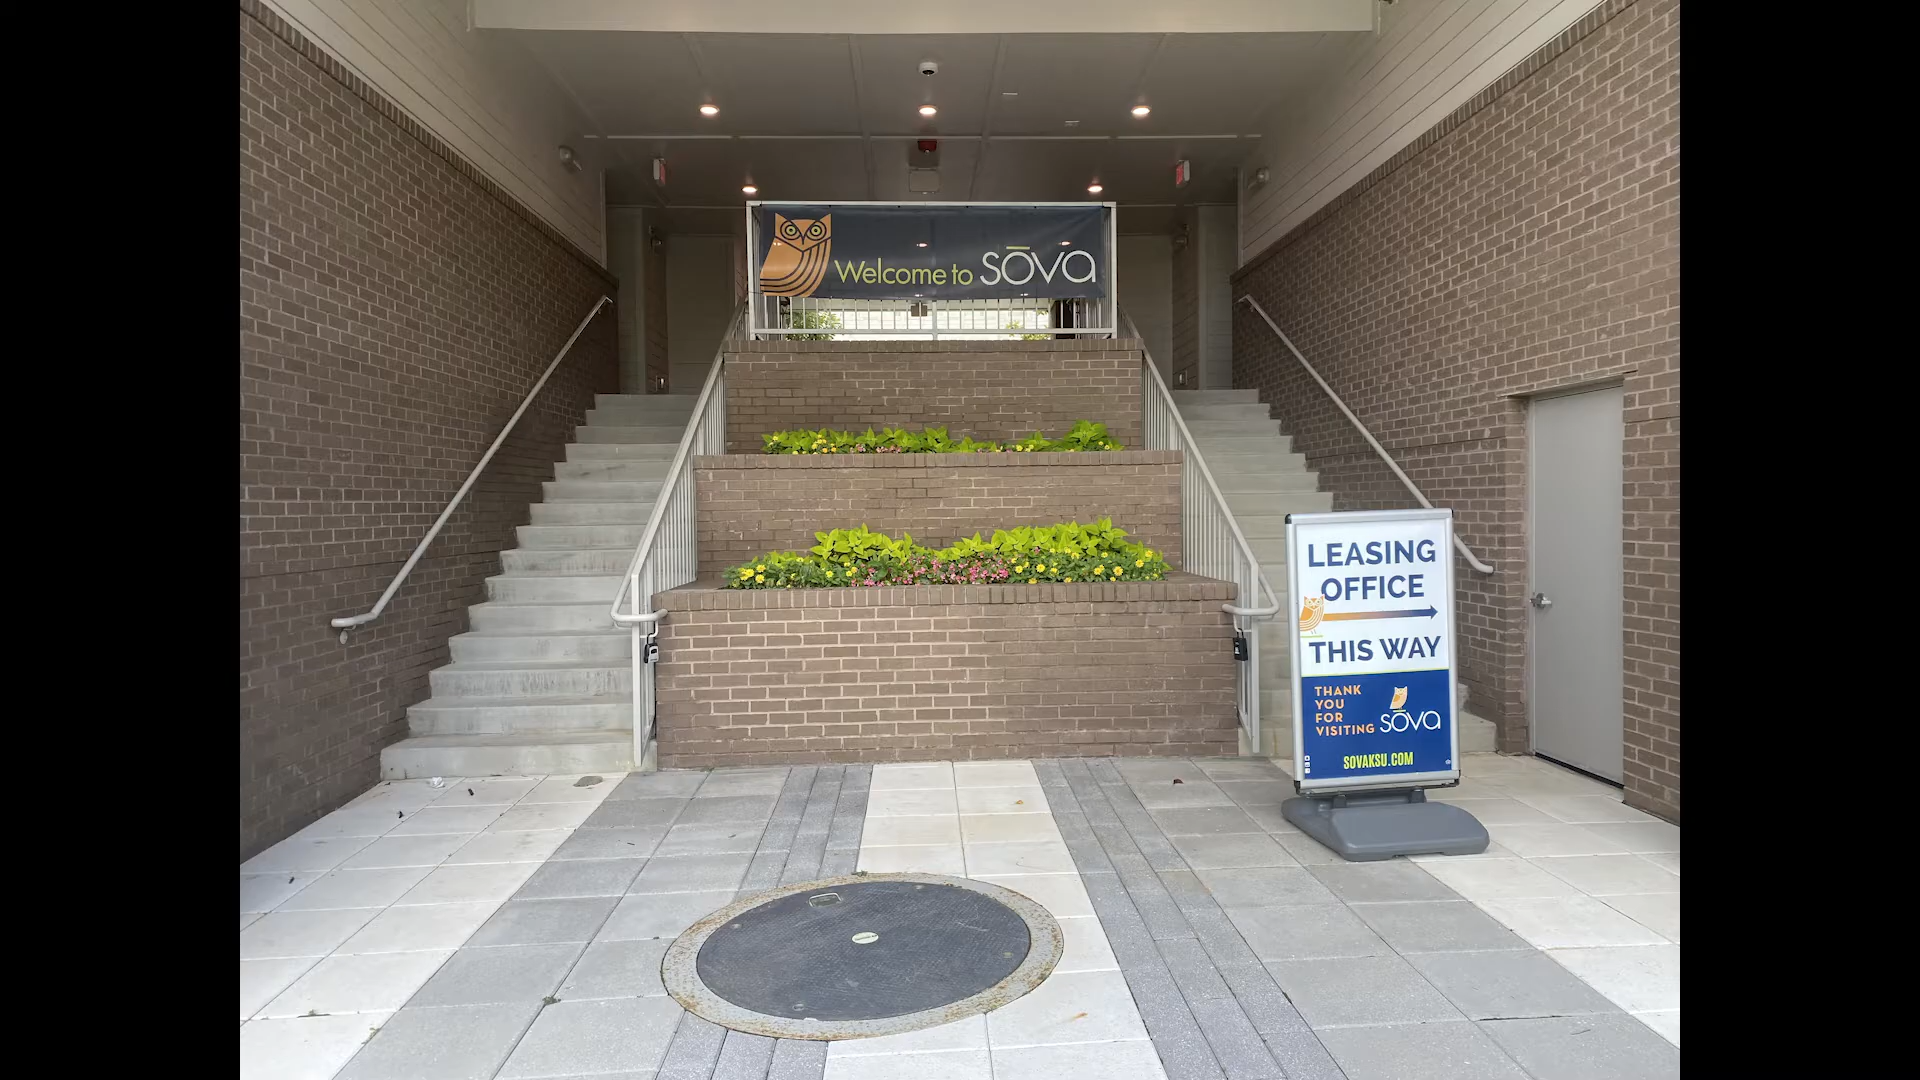 Welcome to sōva
LEASING
OFFICE
THIS WAY
THANK
YOU
FOR
VISITING sōva
SOVAKSU.COM